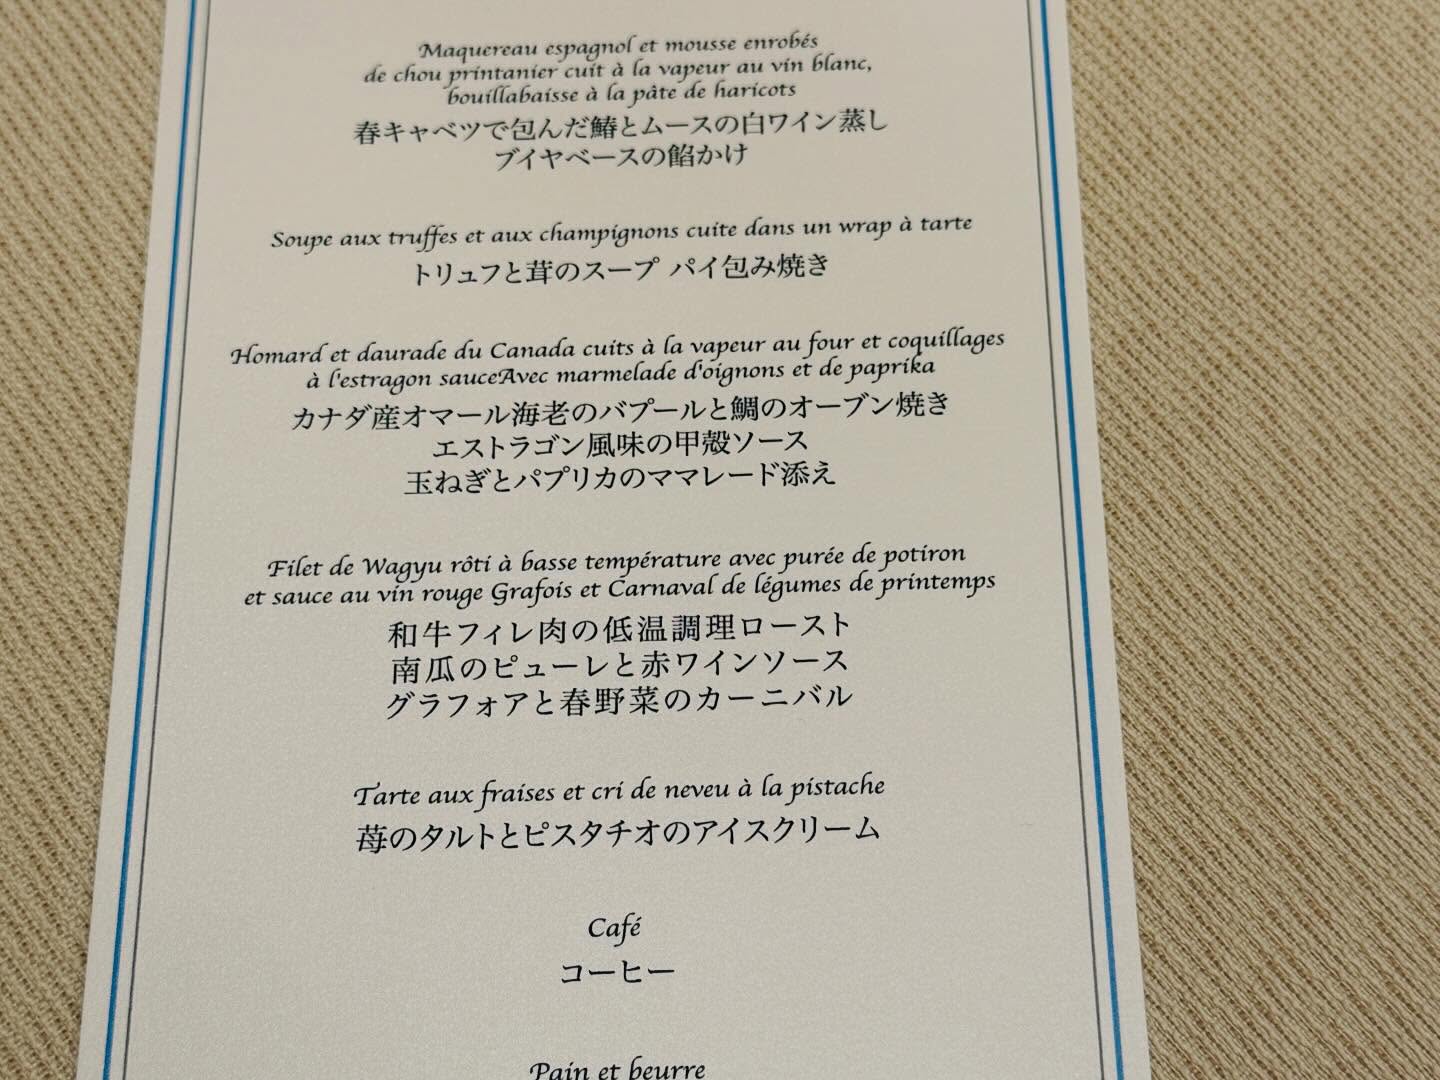 Maquereau espagnol et mousse enrobés
de chou printanier cuit à la vapeur au vin blanc,
bouillabaisse à la pâte de haricots
春キャベツで包んだ鰆とムースの白ワイン蒸し
ブイヤベースの餡かけ
Soupe aux truffes et aux champignons cuite dans un wrap à tarte
トリュフと茸のスープ パイ包み焼き
Homard et daurade du Canada cuits à la vapeur au four et coquillages
à l'estragon sauceAvec marmelade d'oignons et de paprika
カナダ産オマール海老のバプールと鯛のオーブン焼き
エストラゴン風味の甲殻ソース
玉ねぎとパプリカのママレード添え
Filet de Wagyu rôti à basse température avec purée de potiron
et sauce au vin rouge Grafois et Carnaval de légumes de printemps
和牛フィレ肉の低温調理ロースト
南瓜のピューレと赤ワインソース
グラフォアと春野菜のカーニバル
Tarte aux fraises et cri de neveu à la pistache
苺のタルトとピスタチオのアイスクリーム
Café
コーヒー
Pain et beurre